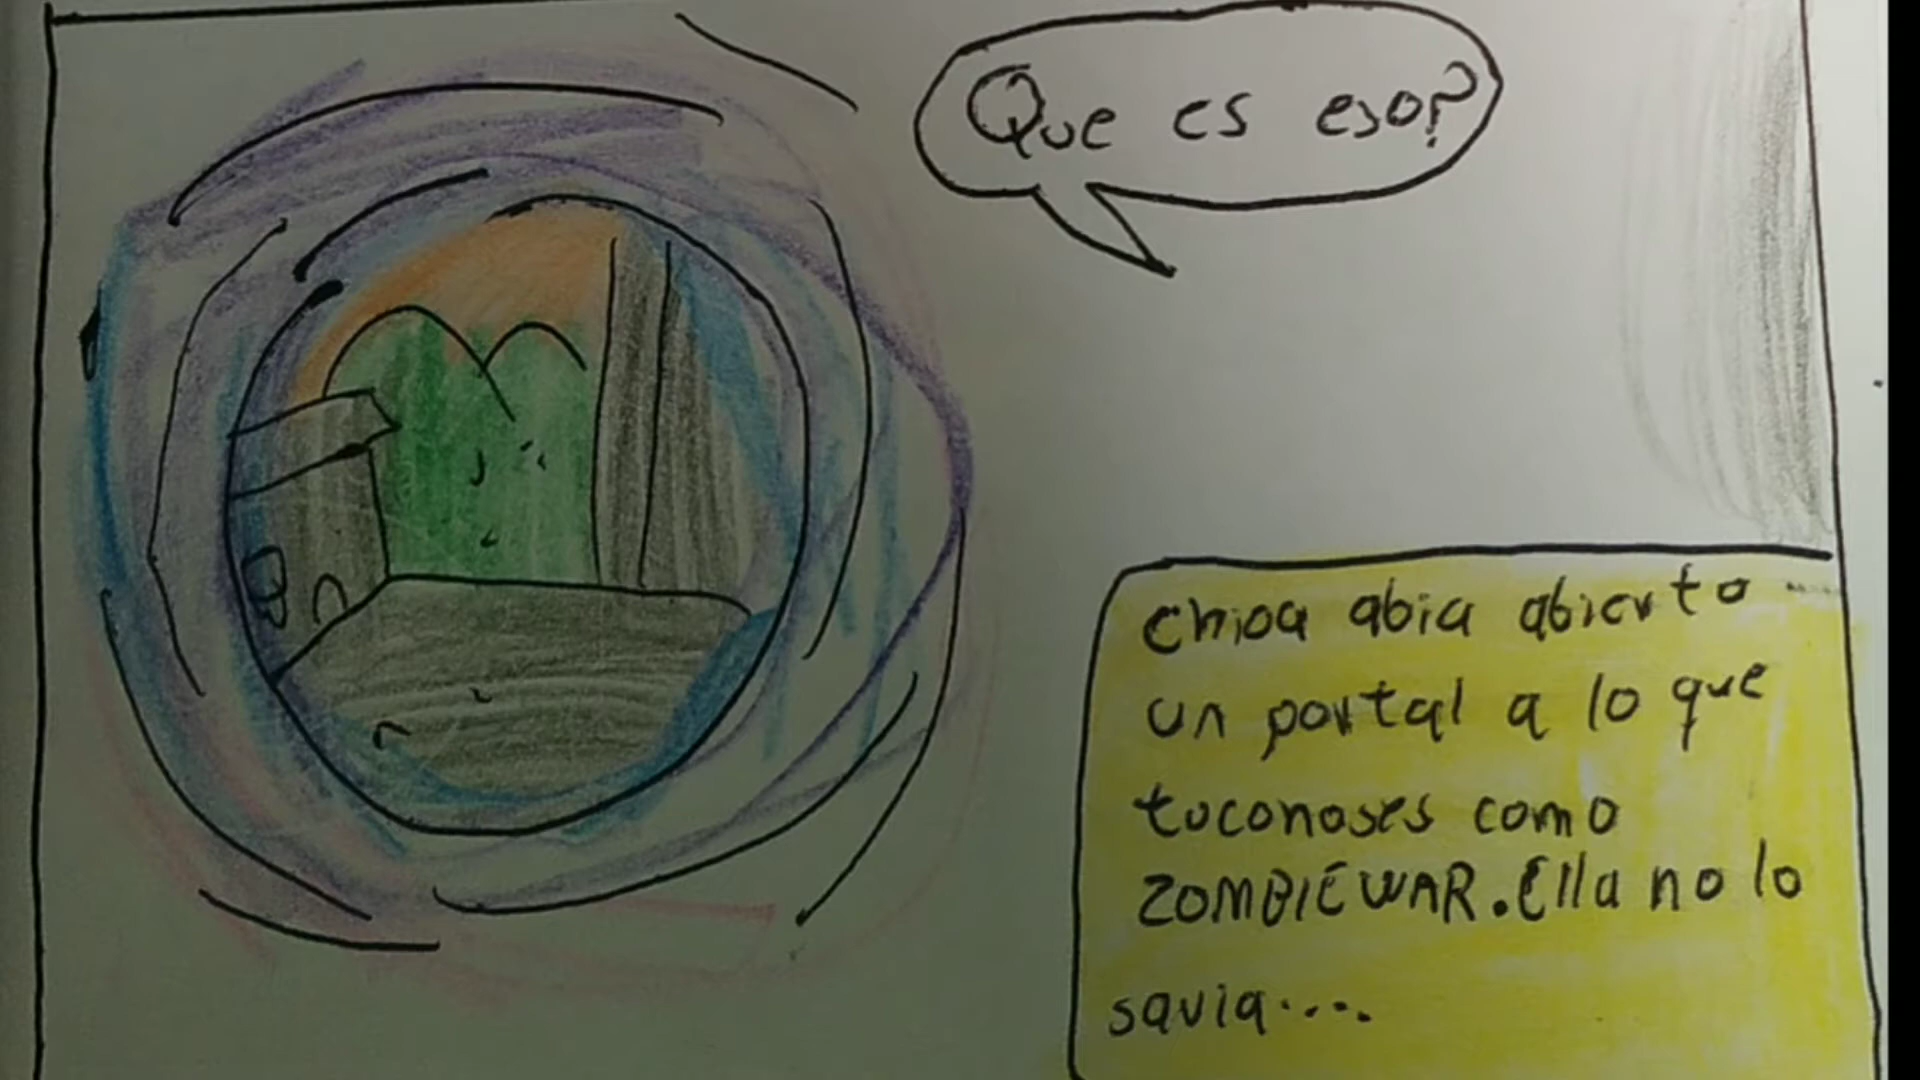 Que es eso?
chioa abia abierto
un portal a lo que
tuconoses como
ZOMBIEWAR. Ella no lo
savia....